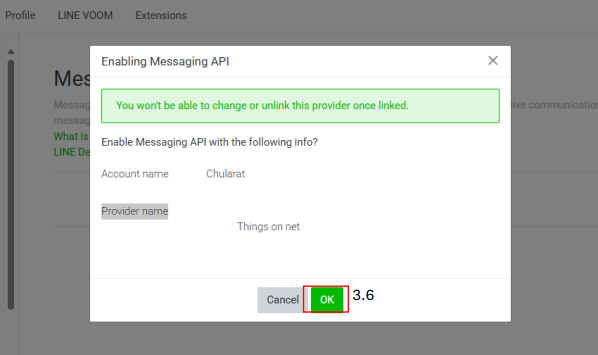 Profile LINE VOOM Extensions
Enabling Messaging API
Mes
You won't be able to change or unlink this provider once linked.
Messag
tive communication
messag
Enable Messaging API with the following info?
What is
LINE De
Account name Chularat
Provider name
Things on net
Cancel OK 3.6